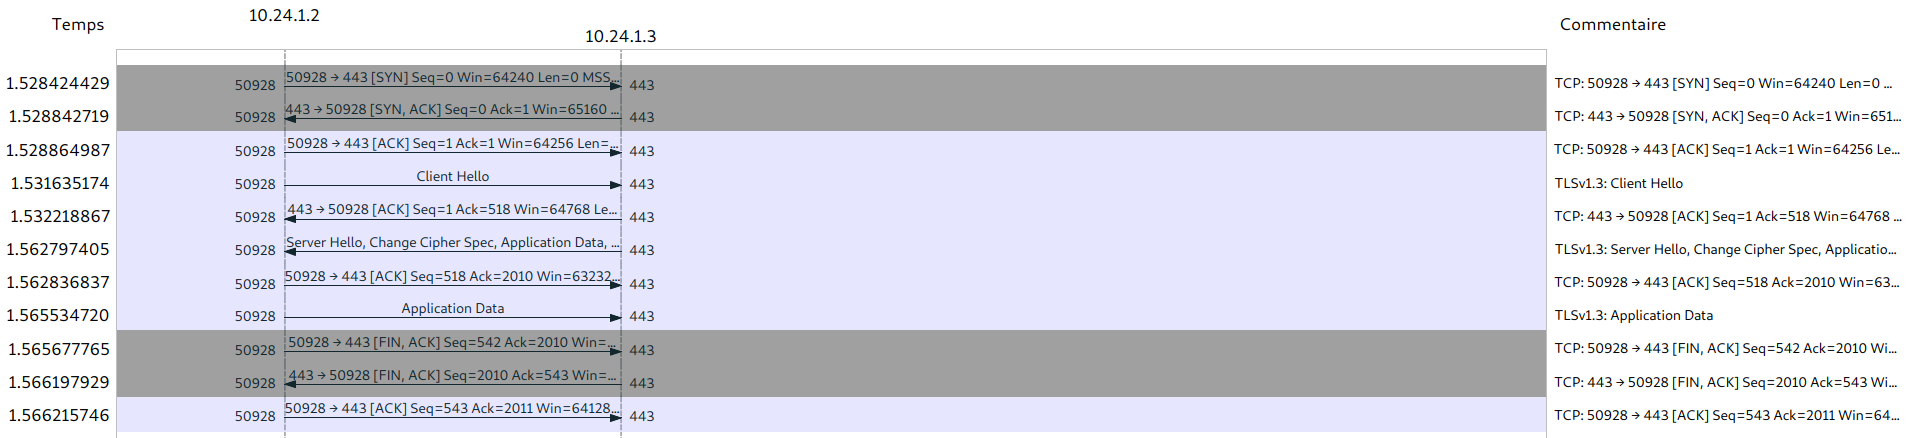 Temps 10.24.1.2 10.24.1.3 Commentaire
1.528424429 50928 50928 → 443 [SYN] Seq=0 Win=64240 Len=0 MSS… 443 TCP: 50928 → 443 [SYN] Seq=0 Win=64240 Len=0 …
1.528842719 50928 443 → 50928 [SYN, ACK] Seq=0 Ack=1 Win=65160 … 443 TCP: 443 → 50928 [SYN, ACK] Seq=0 Ack=1 Win=651…
1.528864987 50928 50928 → 443 [ACK] Seq=1 Ack=1 Win=64256 Len=… 443 TCP: 50928 → 443 [ACK] Seq=1 Ack=1 Win=64256 Le…
1.531635174 50928 Client Hello 443 TLSv1.3: Client Hello
1.532218867 50928 443 → 50928 [ACK] Seq=1 Ack=518 Win=64768 Le… 443 TCP: 443 → 50928 [ACK] Seq=1 Ack=518 Win=64768 …
1.562797405 50928 Server Hello, Change Cipher Spec, Application Data, … 443 TLSv1.3: Server Hello, Change Cipher Spec, Applicatio…
1.562836837 50928 50928 → 443 [ACK] Seq=518 Ack=2010 Win=63232… 443 TCP: 50928 → 443 [ACK] Seq=518 Ack=2010 Win=63…
1.565534720 50928 Application Data 443 TLSv1.3: Application Data
1.565677765 50928 50928 → 443 [FIN, ACK] Seq=542 Ack=2010 Win=… 443 TCP: 50928 → 443 [FIN, ACK] Seq=542 Ack=2010 Wi…
1.566197929 50928 443 → 50928 [FIN, ACK] Seq=2010 Ack=543 Win=… 443 TCP: 443 → 50928 [FIN, ACK] Seq=2010 Ack=543 Wi…
1.566215746 50928 50928 → 443 [ACK] Seq=543 Ack=2011 Win=64128… 443 TCP: 50928 → 443 [ACK] Seq=543 Ack=2011 Win=64…